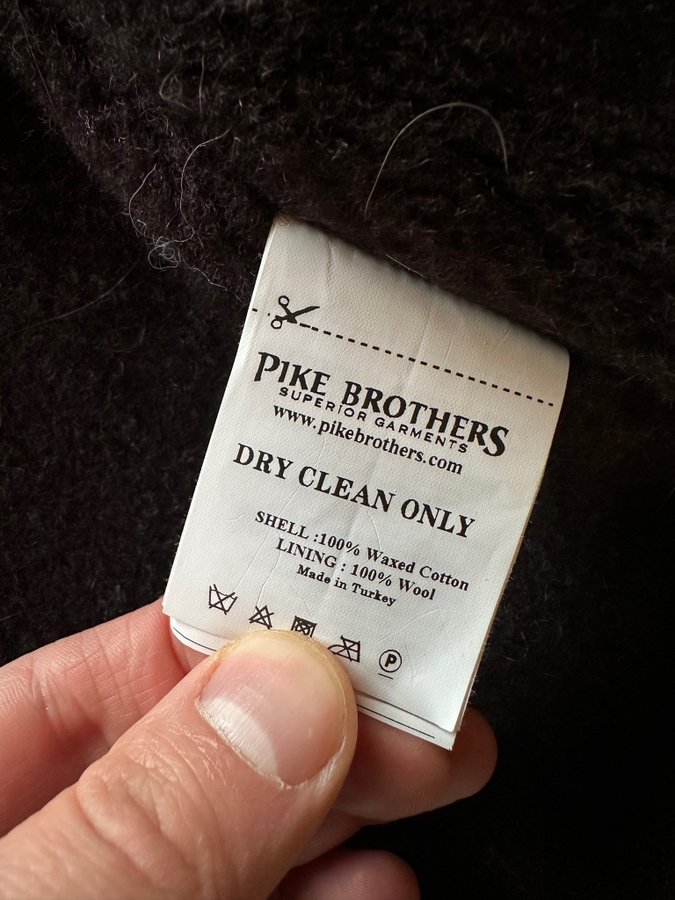 PIKE BROTHERS
SUPERIOR GARMENTS
www.pikebrothers.com
DRY CLEAN ONLY
SHELL :100% Waxed Cotton
LINING : 100% Wool
Made in Turkey
P